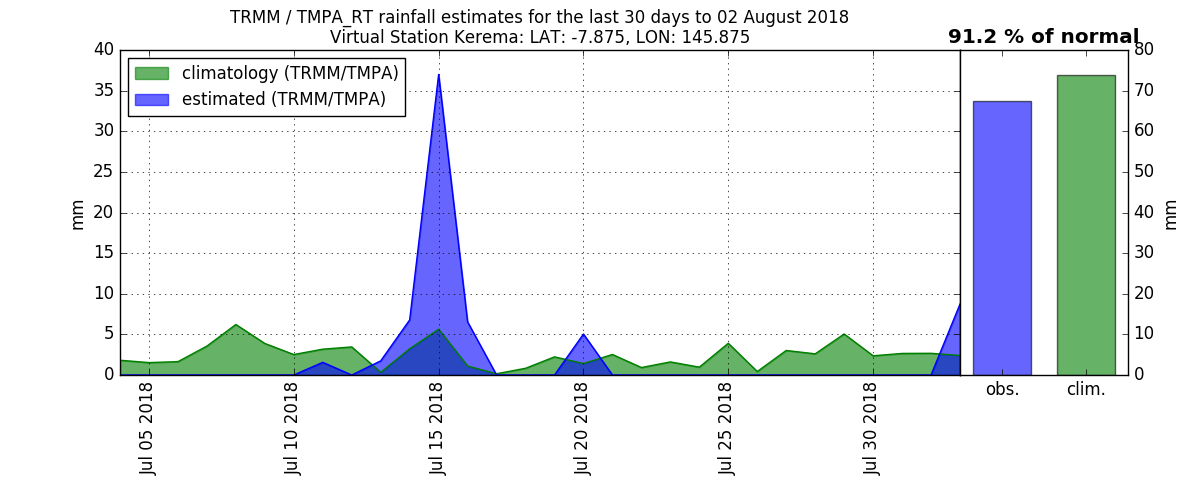 TRMM / TMPA_RT rainfall estimates for the last 30 days to 02 August 2018
Virtual Station Kerema: LAT: -7.875, LON: 145.875
91.2 % of normal
climatology (TRMM/TMPA)
estimated (TRMM/TMPA)
40
35
30
25
20
15
10
5
0
mm
Jul 05 2018
Jul 10 2018
Jul 15 2018
Jul 20 2018
Jul 25 2018
Jul 30 2018
80
70
60
50
40
30
20
10
0
mm
obs.
clim.